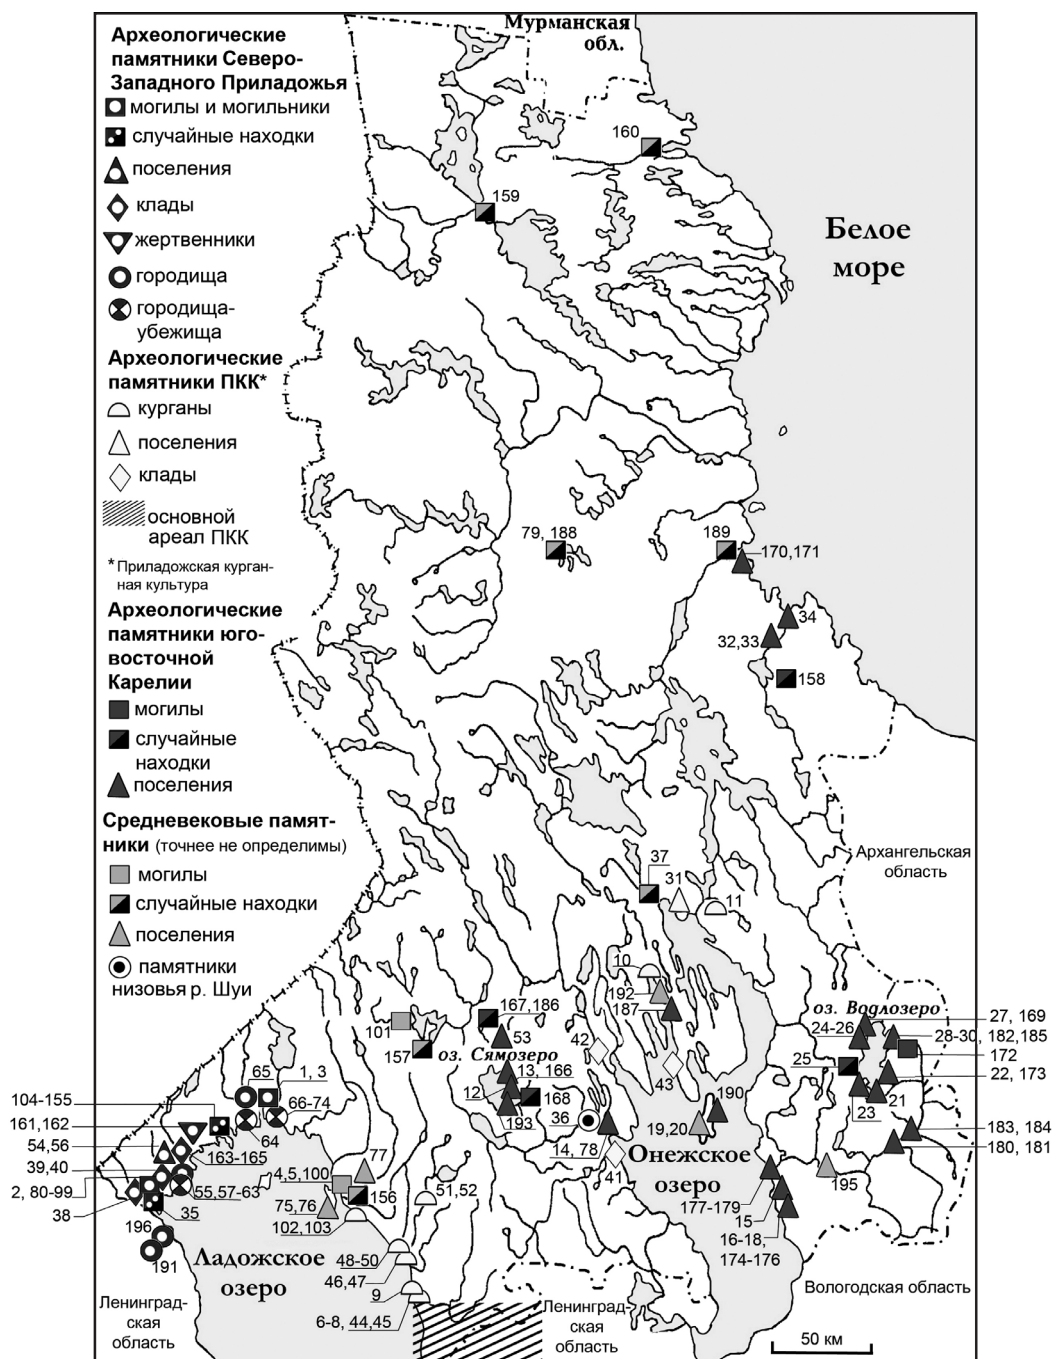 Археологические
памятники Северо-
Западного Приладожья
могилы и могильники
случайные находки
поселения
клады
жертвенники
городища
городища-
убежища
Археологические
памятники ПКК*
курганы
поселения
клады
основной
ареал ПКК
* Приладожская курган-
ная культура
Археологические
памятники юго-
восточной
Карелии
могилы
случайные
находки
поселения
Средневековые памят-
ники (точнее не определимы)
могилы
случайные находки
поселения
памятники
низовья р. Шуи
Мурманская
обл.
160
159
Белое
море
79, 188
189
170,171
34
32,33
158
Архангельская
область
37
31
11
10
192
187
167, 186
53
101
157
оз. Сямозеро
42
13, 166
12
168
193
36
43
14, 78
41
190
19,20
Онежское
озеро
оз. Водлозеро
27, 169
24-26
28-30, 182, 185
172
25
22, 173
23
21
183, 184
180, 181
195
177-179
15
16-18,
174-176
65
1, 3
66-74
104-155
161,162
64
54,56
163-165
39,40
2, 80-99
55,57-63
38
35
196
191
77
4,5,100
156
75,76
102,103
51,52
48-50
46,47
9
6-8, 44,45
Ладожское
озеро
Ленинград-
ская
область
Ленинград-
ская
область
Вологодская область
50 км